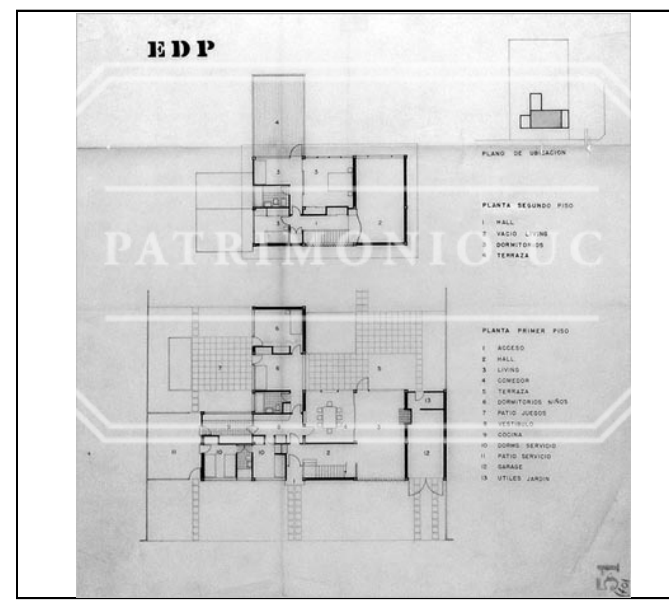 EDP
PLANO DE UBICACION
PLANTA SEGUNDO PISO
1 HALL
2 VACIO LIVING
3 DORMITORIOS
4 TERRAZA
PATRIMONIO UC
PLANTA PRIMER PISO
1 ACCESO
2 HALL
3 LIVING
4 COMEDOR
5 TERRAZA
6 DORMITORIOS NIÑOS
7 PATIO JUEGOS
8 VESTIBULO
9 COCINA
10 DORMS SERVICIO
11 PATIO SERVICIO
12 GARAGE
13 UTILES JARDIN
51